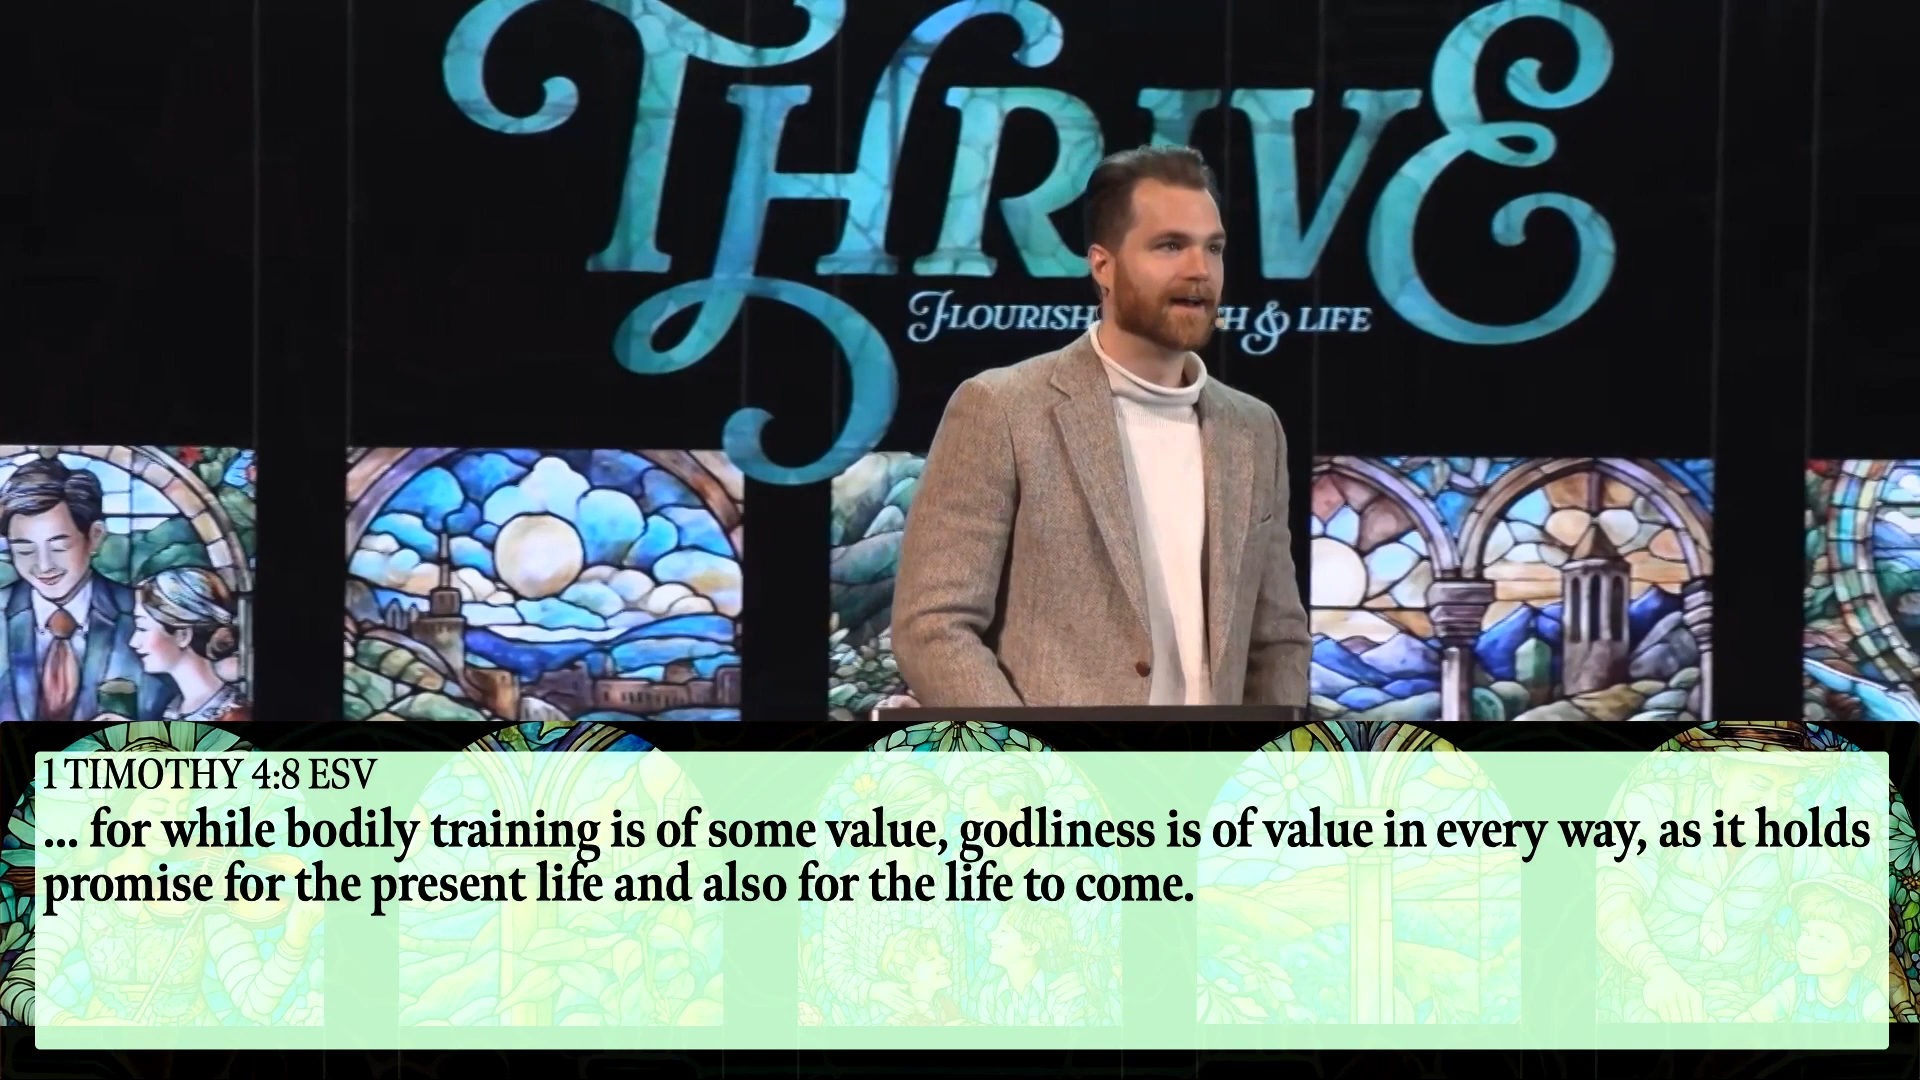 THRIVE
FLOURISH & LIFE
1 TIMOTHY 4:8 ESV
... for while bodily training is of some value, godliness is of value in every way, as it holds
promise for the present life and also for the life to come.